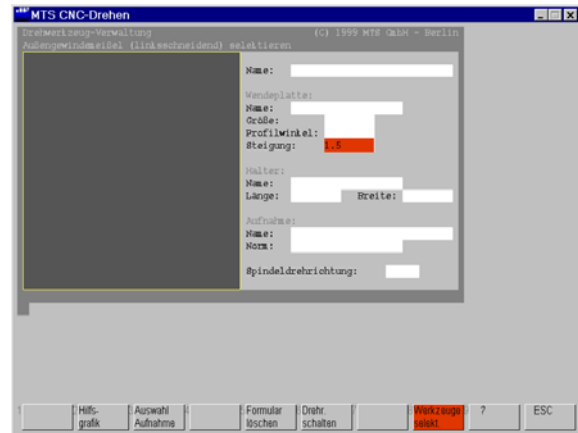 MTS CNC-Drehen
Drehwerkzeug-Verwaltung (C) 1999 MTS GmbH - Berlin
Außengewindemeißel (linksschneidend) selektieren
Name:
Wendeplatte:
Name:
Größe:
Profilwinkel:
Steigung: 1.5
Halter:
Name:
Länge: Breite:
Aufnahme:
Name:
Norm:
Spindeldrehrichtung:
Hilfs- Auswahl Formular Drehr. Werkzeuge ? ESC
grafik Aufnahme löschen schalten selekt